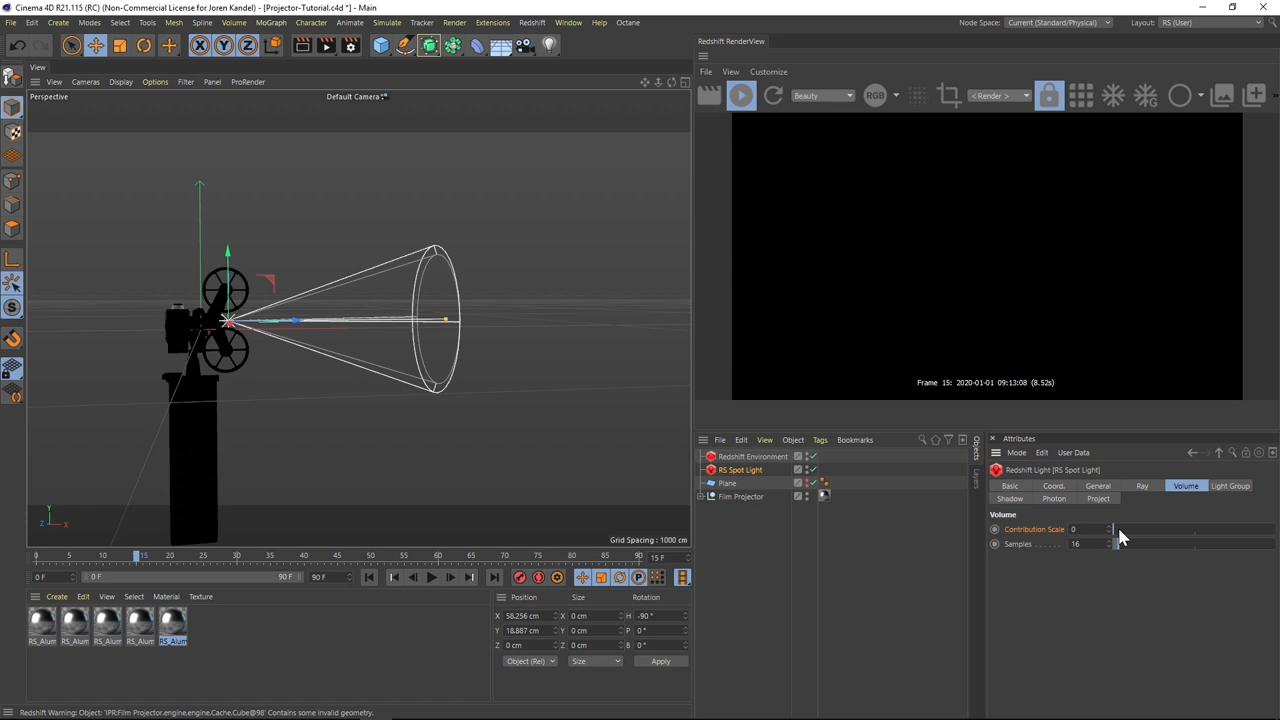 Cinema 4D R21.115 (RC) (Non-Commercial License for Joren Kandel) - [Projector-Tutorial.c4d *] - Main
File Edit Create Modes Select Tools Mesh Spline Volume MoGraph Character Animate Simulate Tracker Render Extensions Redshift Window Help Octane
Node Space: Current (Standard/Physical) Layout: RS (User)
X Y Z
View
View Cameras Display Options Filter Panel ProRender
Perspective
Default Camera
Y
Z X
Grid Spacing : 1000 cm
0 5 10 15 20 25 30 35 40 45 50 55 60 65 70 75 80 85 90 15 F
0 F 0 F 90 F 90 F P
Create Edit View Select Material Texture
RS_Alum RS_Alum RS_Alum RS_Alum RS_Alum
Position Size Rotation
X 58.256 cm X 0 cm H -90 °
Y 18.887 cm Y 0 cm P 0 °
Z 0 cm Z 0 cm B 0 °
Object (Rel) Size Apply
Redshift Warning: Object: 'IPR:Film Projector.engine.engine.Cache.Cube@98' Contains some invalid geometry.
Redshift RenderView
File View Customize
Beauty RGB < Render > G
Frame 15: 2020-01-01 09:13:08 (8.52s)
File Edit View Object Tags Bookmarks
Redshift Environment
RS Spot Light
Plane
Film Projector
Objects
Layers
Attributes
Mode Edit User Data
Redshift Light [RS Spot Light]
Basic Coord. General Ray Volume Light Group
Shadow Photon Project
Volume
Contribution Scale 0
Samples . . . . . 16